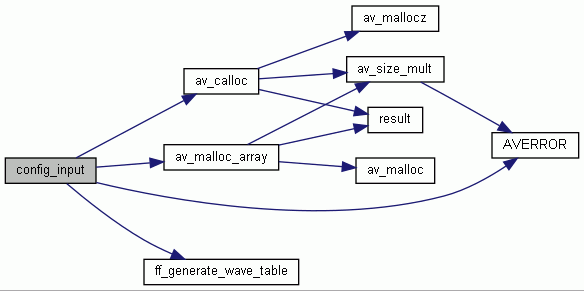 av_mallocz
av_calloc
av_size_mult
result
AVERROR
av_malloc_array
config_input
av_malloc
ff_generate_wave_table